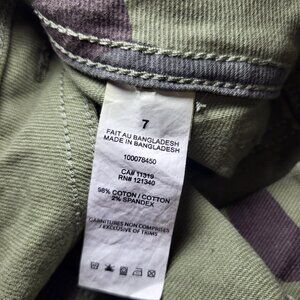 7
FAIT AU BANGLADESH
MADE IN BANGLADESH
100078450
CA# 11319
RN# 121340
98% COTON / COTTON
2% SPANDEX
GARNITURES NON COMPRISES
/ EXCLUSIVE OF TRIMS